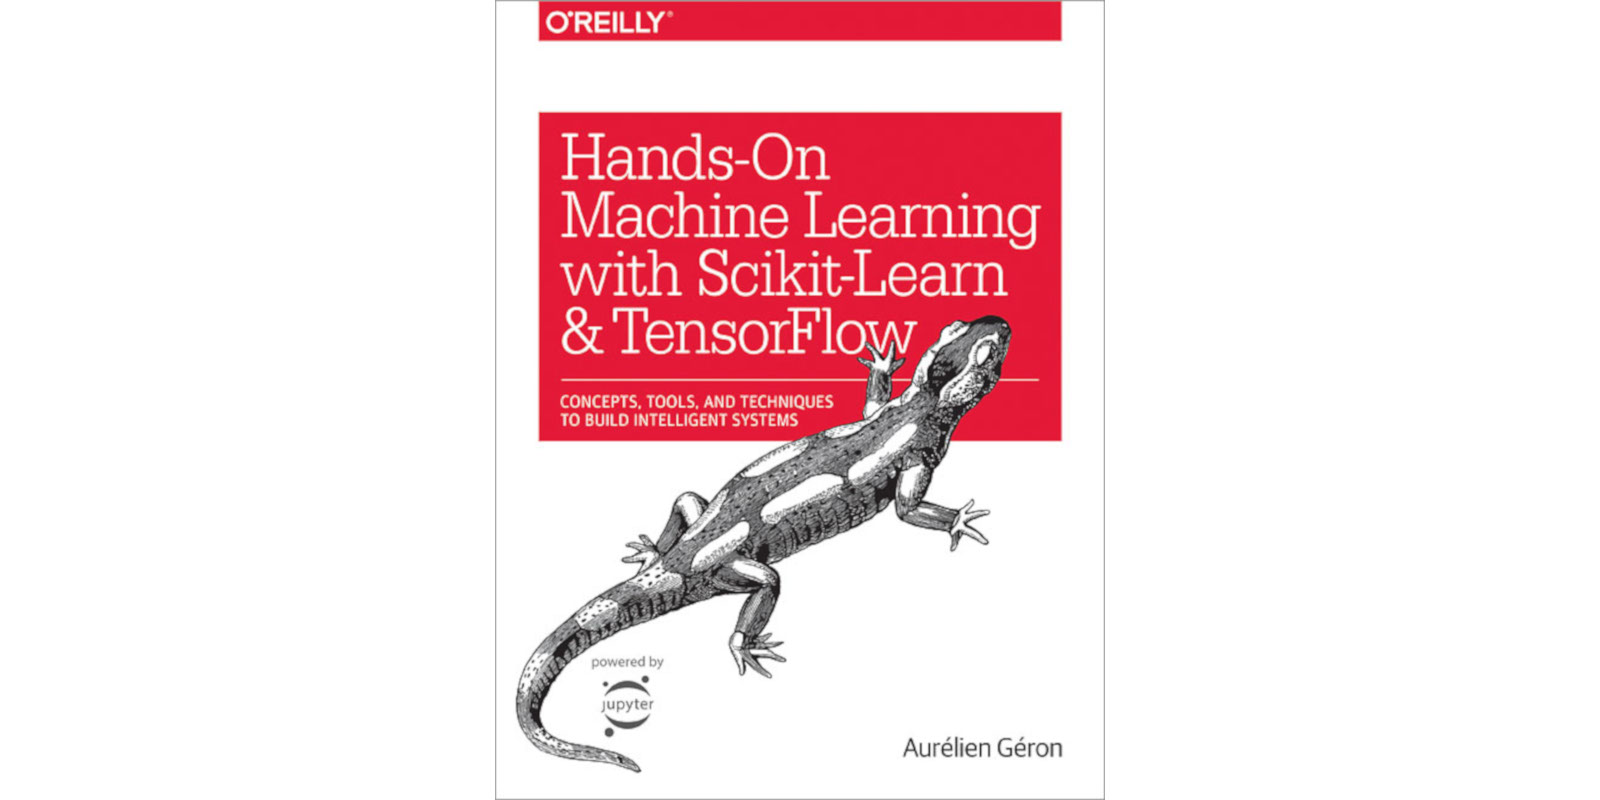 O'REILLY®
Hands-On
Machine Learning
with Scikit-Learn
& TensorFlow
CONCEPTS, TOOLS, AND TECHNIQUES
TO BUILD INTELLIGENT SYSTEMS
powered by
jupyter
Aurélien Géron